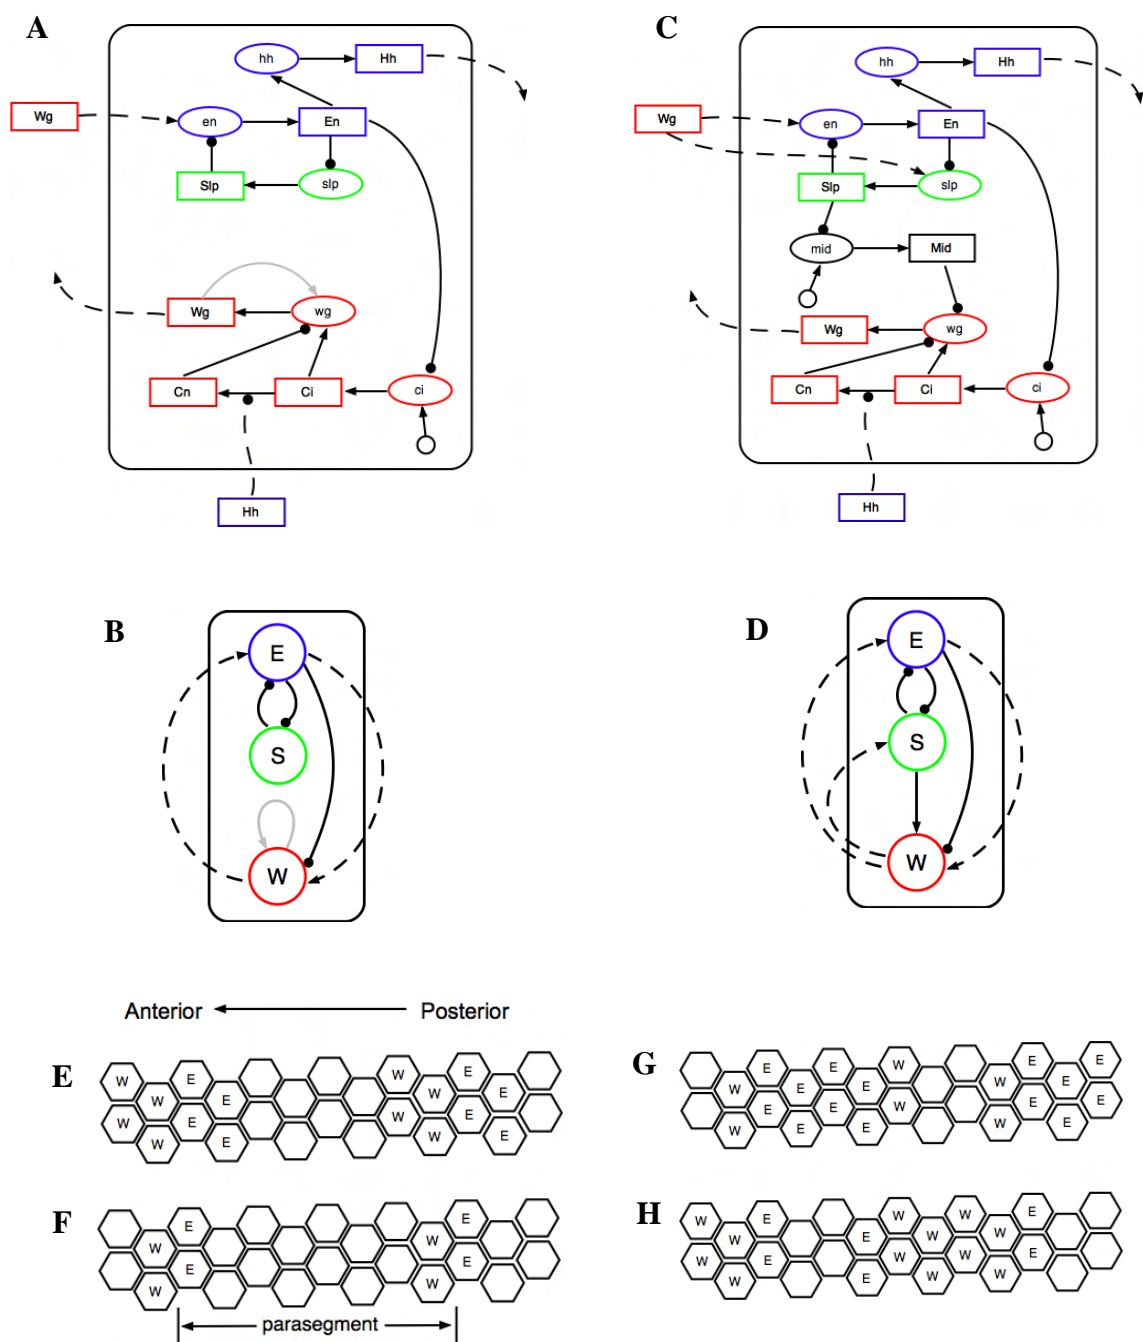 A
hh
Hh
Wg
en
En
Slp
slp
Wg
wg
Cn
Ci
ci
Hh
C
hh
Hh
Wg
en
En
Slp
slp
mid
Mid
Wg
wg
Cn
Ci
ci
Hh
B
E
S
W
D
E
S
W
Anterior Posterior
E
W E W E
W E W E
W E W E
W E W E
F
E E
W W
E E
W W
parasegment
G
E E W E E
W E E W E
E E W E E
W E E W E
H
W E W W E
W E W W
W E W W E
W E W W